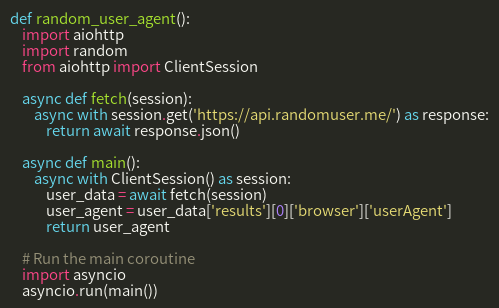 def random_user_agent():
    import aiohttp
    import random
    from aiohttp import ClientSession

    async def fetch(session):
        async with session.get('https://api.randomuser.me/') as response:
            return await response.json()

    async def main():
        async with ClientSession() as session:
            user_data = await fetch(session)
            user_agent = user_data['results'][0]['browser']['userAgent']
            return user_agent

    # Run the main coroutine
    import asyncio
    asyncio.run(main())